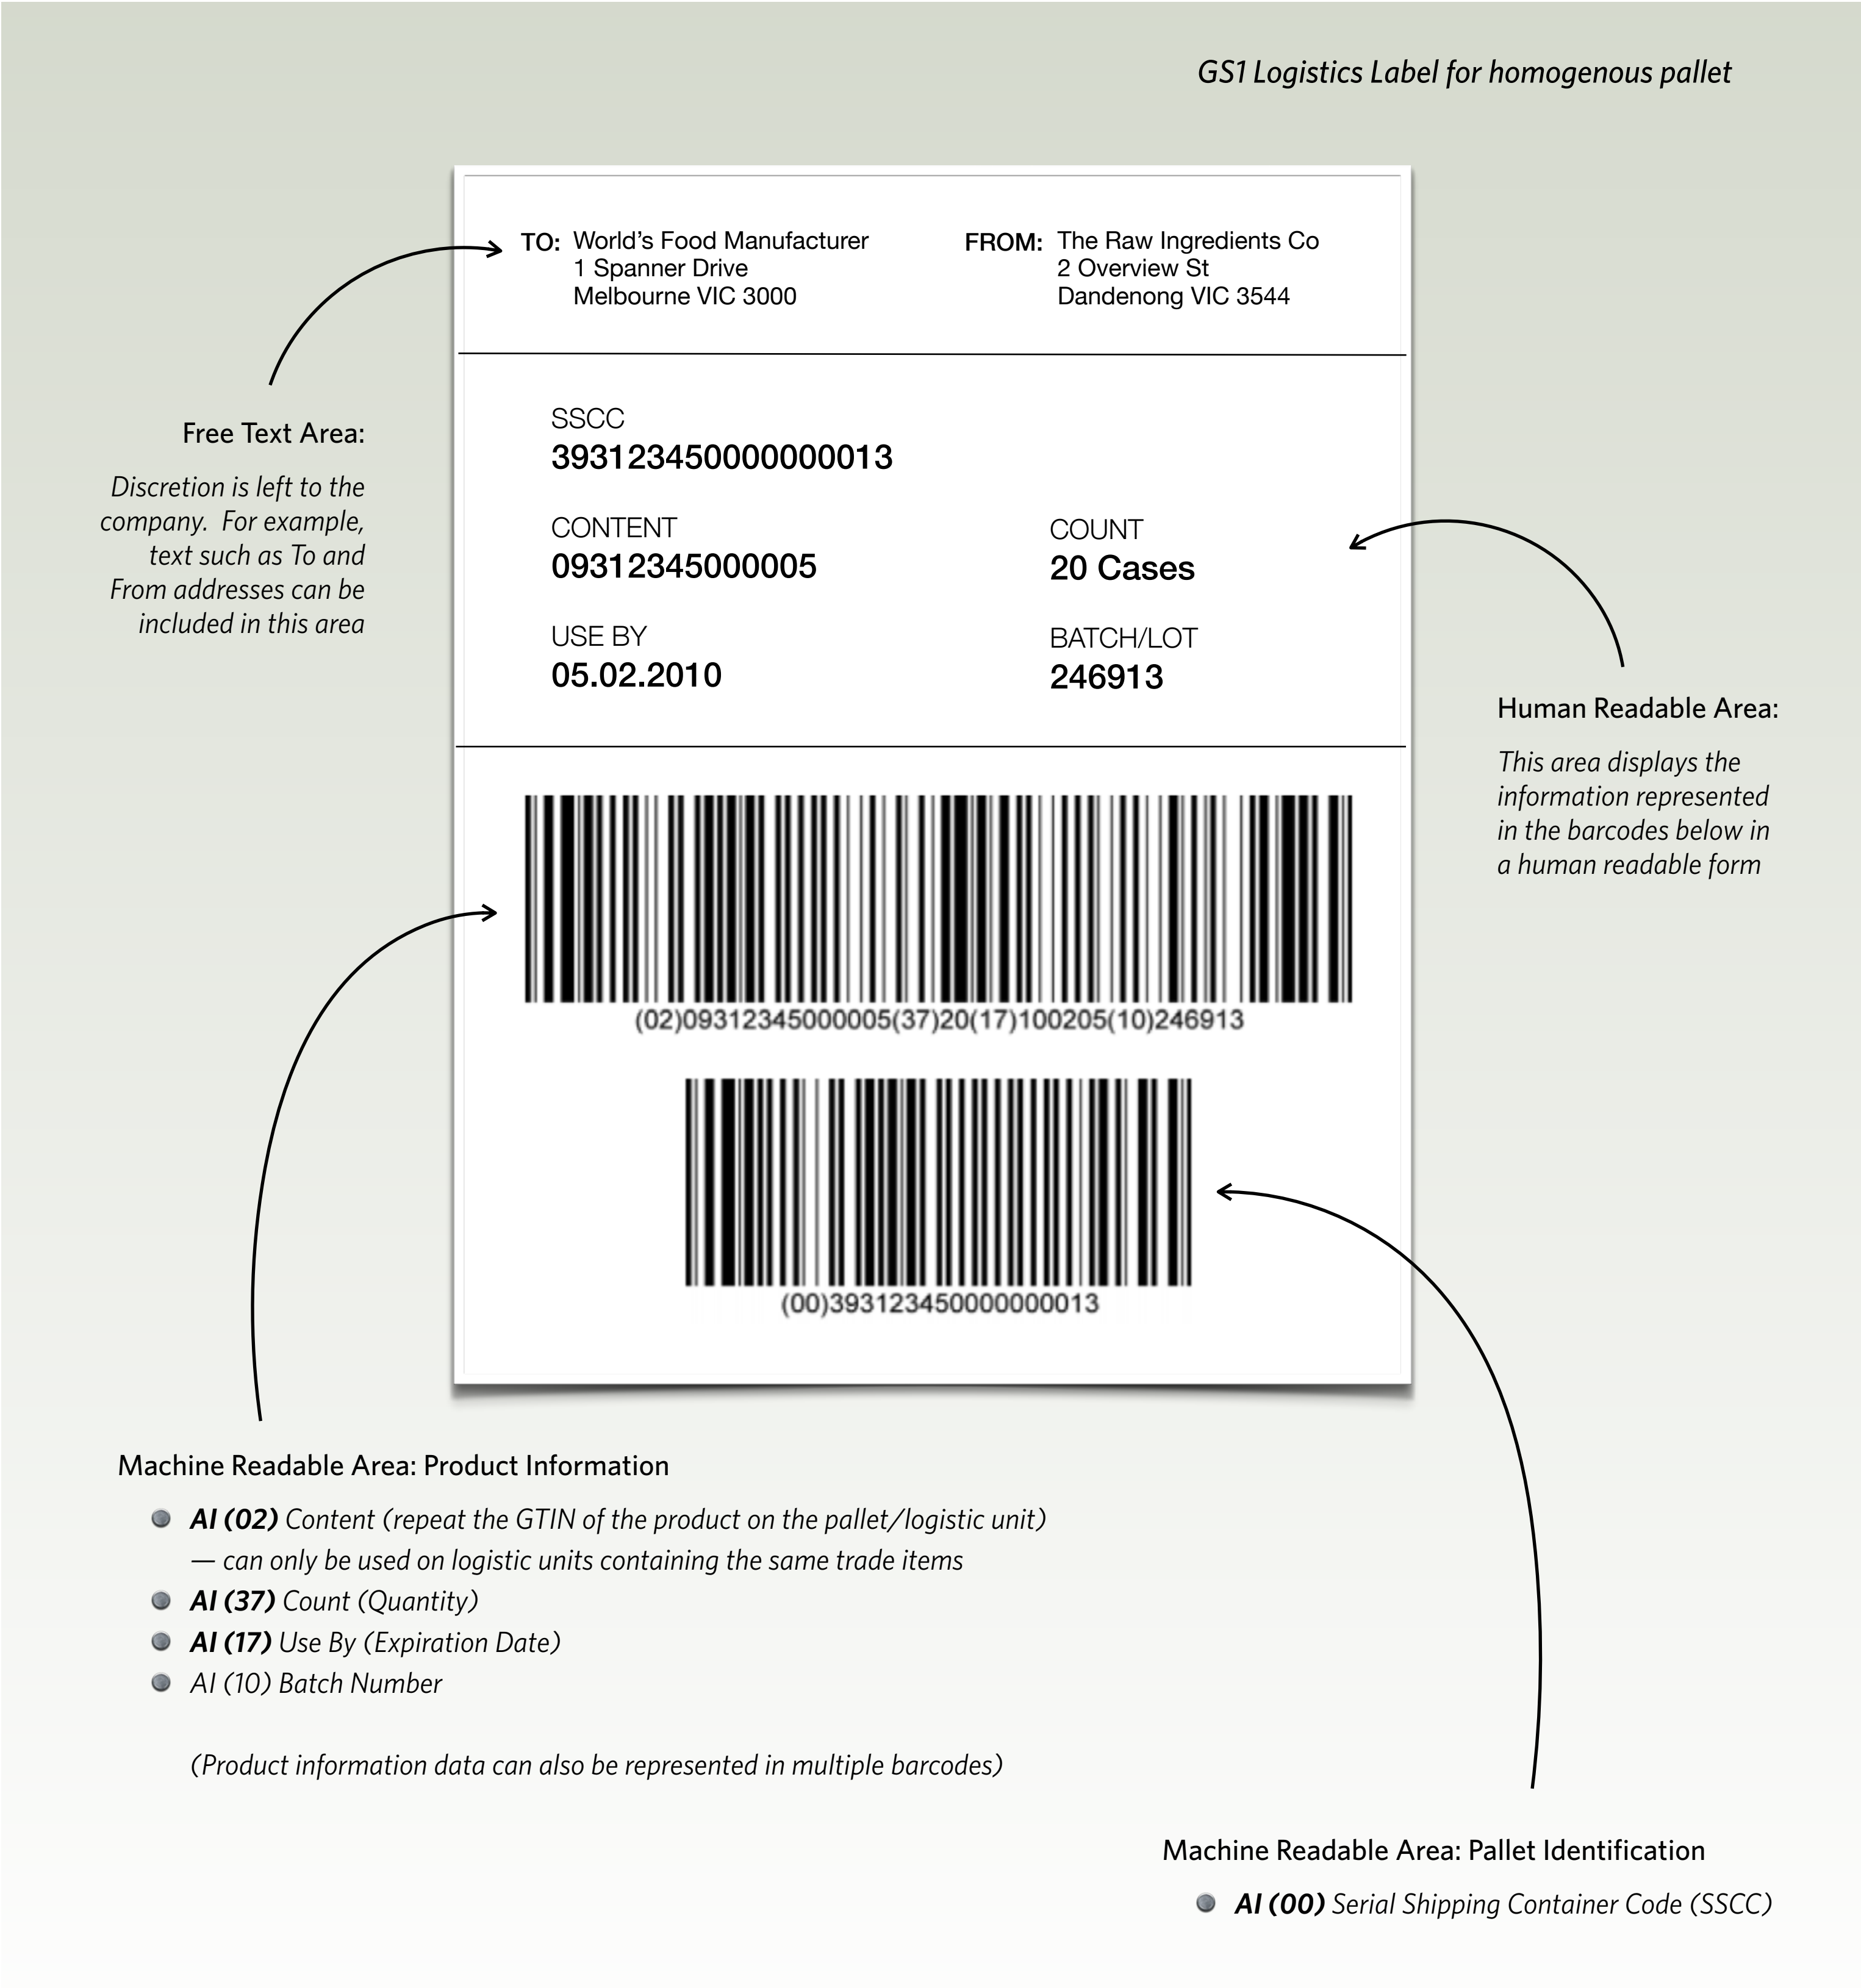 GS1 Logistics Label for homogenous pallet
TO: World's Food Manufacturer
1 Spanner Drive
Melbourne VIC 3000
FROM: The Raw Ingredients Co
2 Overview St
Dandenong VIC 3544
Free Text Area:
Discretion is left to the
company.  For example,
text such as To and
From addresses can be
included in this area
SSCC
393123450000000013
CONTENT
09312345000005
COUNT
20 Cases
USE BY
05.02.2010
BATCH/LOT
246913
Human Readable Area:
This area displays the
information represented
in the barcodes below in
a human readable form
(02)09312345000005(37)20(17)100205(10)246913
(00)393123450000000013
Machine Readable Area: Product Information
AI (02) Content (repeat the GTIN of the product on the pallet/logistic unit)
— can only be used on logistic units containing the same trade items
AI (37) Count (Quantity)
AI (17) Use By (Expiration Date)
AI (10) Batch Number
(Product information data can also be represented in multiple barcodes)
Machine Readable Area: Pallet Identification
AI (00) Serial Shipping Container Code (SSCC)